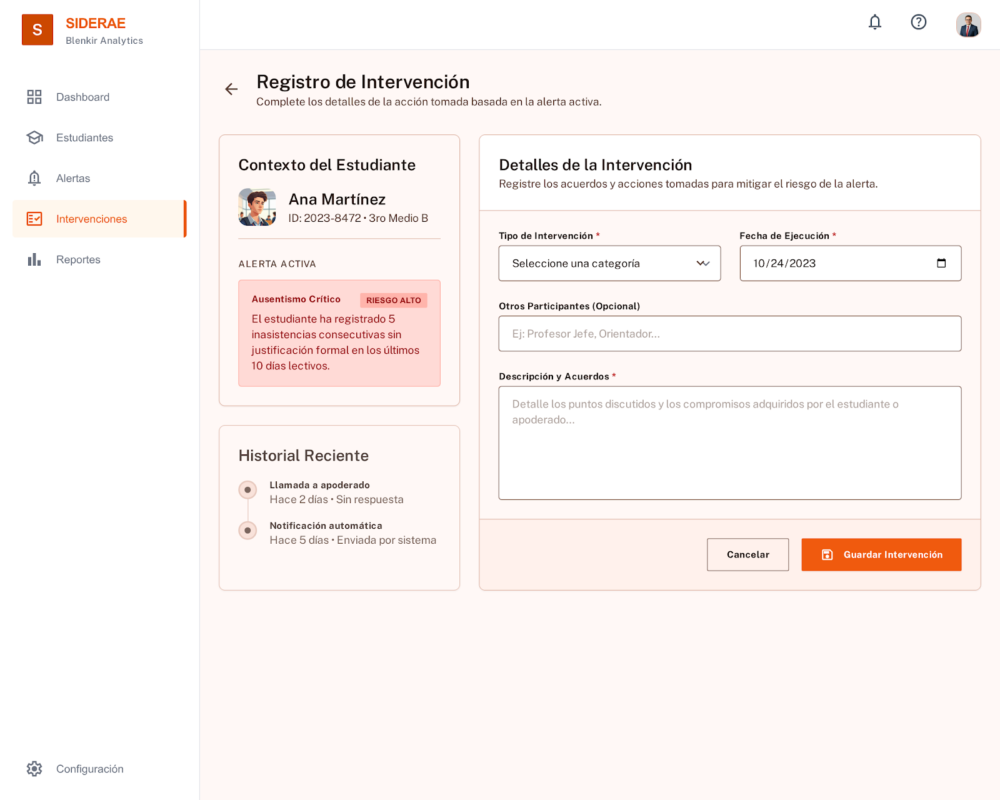 S
SIDERAE
Blenkir Analytics
Dashboard
Estudiantes
Alertas
Intervenciones
Reportes
Configuración
Registro de Intervención
Complete los detalles de la acción tomada basada en la alerta activa.
Contexto del Estudiante
Ana Martínez
ID: 2023-8472 • 3ro Medio B
ALERTA ACTIVA
Ausentismo Crítico
RIESGO ALTO
El estudiante ha registrado 5
inasistencias consecutivas sin
justificación formal en los últimos
10 días lectivos.
Historial Reciente
Llamada a apoderado
Hace 2 días • Sin respuesta
Notificación automática
Hace 5 días • Enviada por sistema
Detalles de la Intervención
Registre los acuerdos y acciones tomadas para mitigar el riesgo de la alerta.
Tipo de Intervención *
Seleccione una categoría
Fecha de Ejecución *
10/24/2023
Otros Participantes (Opcional)
Ej: Profesor Jefe, Orientador...
Descripción y Acuerdos *
Detalle los puntos discutidos y los compromisos adquiridos por el estudiante o
apoderado...
Cancelar
Guardar Intervención